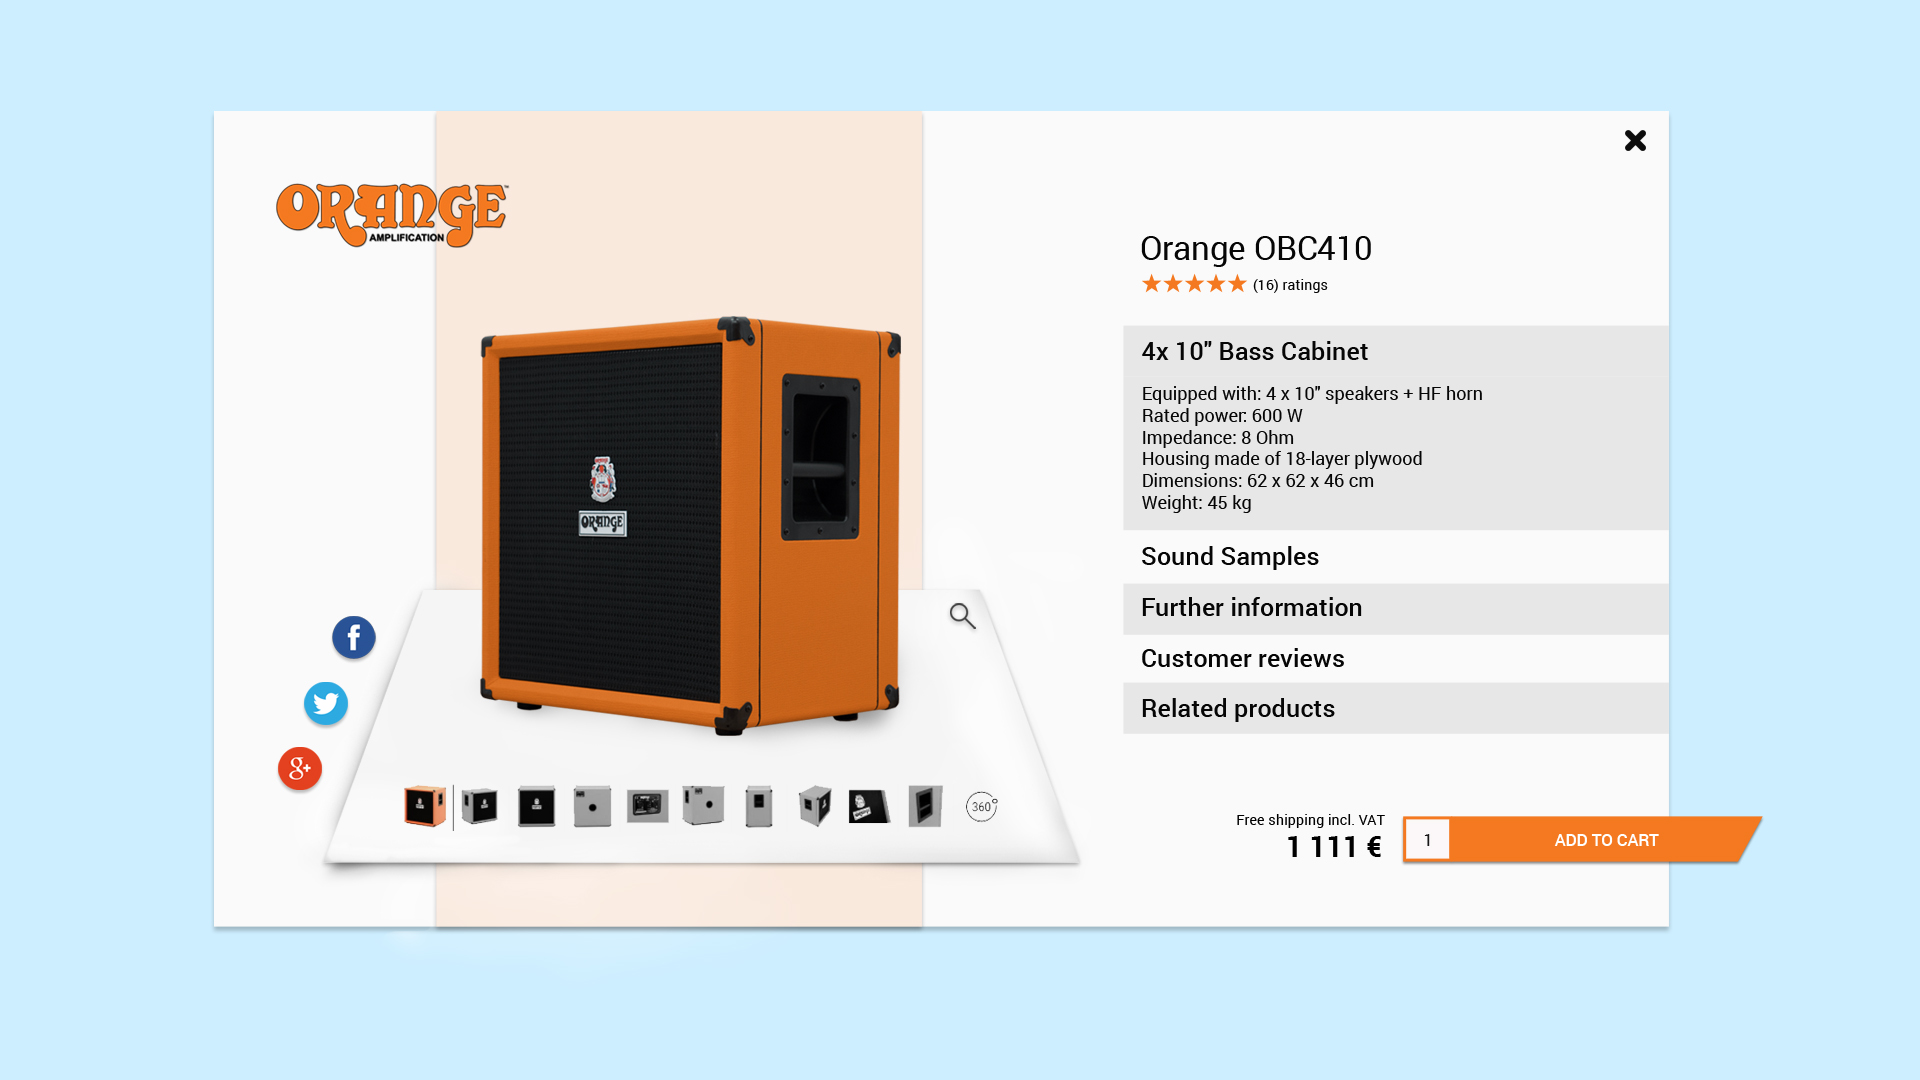 ORANGE™
AMPLIFICATION
Orange OBC410
(16) ratings
4x 10" Bass Cabinet
Equipped with: 4 x 10" speakers + HF horn
Rated power: 600 W
Impedance: 8 Ohm
Housing made of 18-layer plywood
Dimensions: 62 x 62 x 46 cm
Weight: 45 kg
ORANGE
Sound Samples
Further information
Customer reviews
Related products
f
g+
360°
Free shipping incl. VAT
1 111 €
1
ADD TO CART